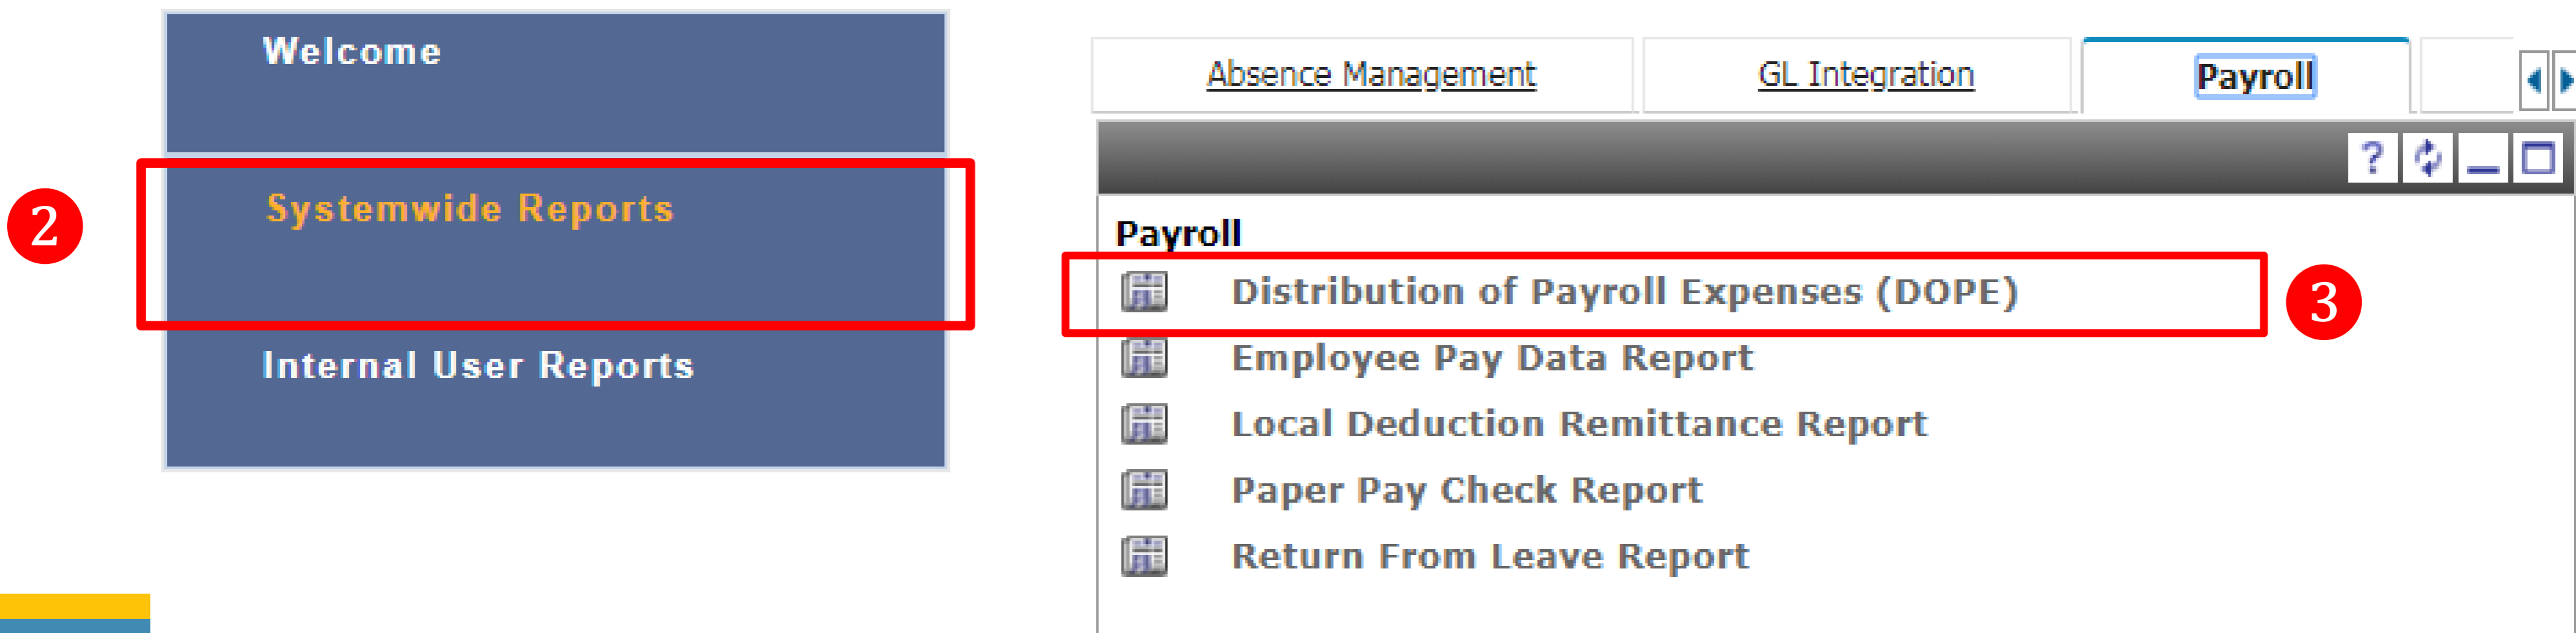 Welcome
2
Systemwide Reports
Internal User Reports
Absence Management
GL Integration
Payroll
?
Payroll
Distribution of Payroll Expenses (DOPE)
3
Employee Pay Data Report
Local Deduction Remittance Report
Paper Pay Check Report
Return From Leave Report